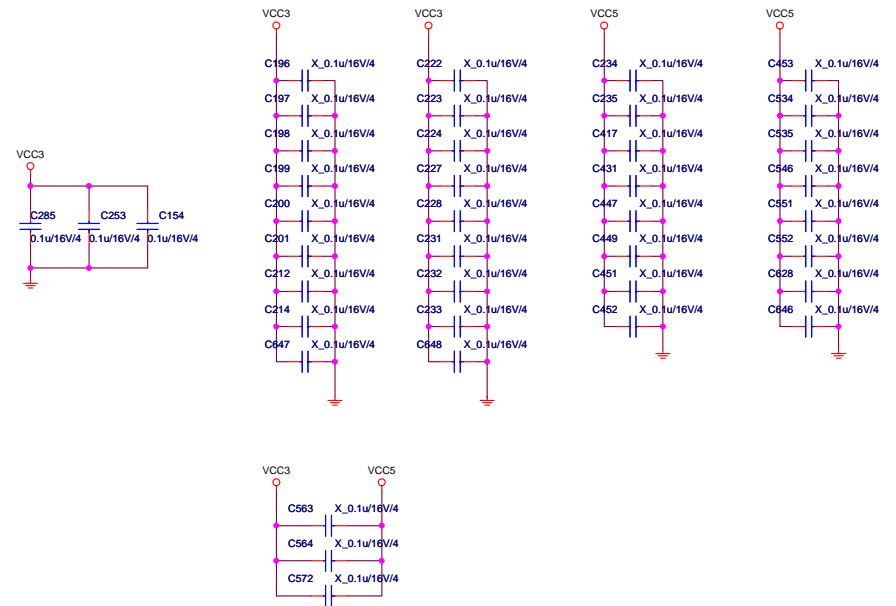 VCC3 VCC3 VCC5 VCC5
C196 X_0.1u/16V/4 C222 X_0.1u/16V/4 C234 X_0.1u/16V/4 C453 X_0.1u/16V/4
C197 X_0.1u/16V/4 C223 X_0.1u/16V/4 C235 X_0.1u/16V/4 C534 X_0.1u/16V/4
C198 X_0.1u/16V/4 C224 X_0.1u/16V/4 C417 X_0.1u/16V/4 C535 X_0.1u/16V/4
VCC3
C199 X_0.1u/16V/4 C227 X_0.1u/16V/4 C431 X_0.1u/16V/4 C546 X_0.1u/16V/4
C200 X_0.1u/16V/4 C228 X_0.1u/16V/4 C447 X_0.1u/16V/4 C551 X_0.1u/16V/4
C285 C253 C154
0.1u/16V/4 0.1u/16V/4 0.1u/16V/4
C201 X_0.1u/16V/4 C231 X_0.1u/16V/4 C449 X_0.1u/16V/4 C552 X_0.1u/16V/4
C212 X_0.1u/16V/4 C232 X_0.1u/16V/4 C451 X_0.1u/16V/4 C628 X_0.1u/16V/4
C214 X_0.1u/16V/4 C233 X_0.1u/16V/4 C452 X_0.1u/16V/4 C646 X_0.1u/16V/4
C647 X_0.1u/16V/4 C648 X_0.1u/16V/4
VCC3 VCC5
C563 X_0.1u/16V/4
C564 X_0.1u/16V/4
C572 X_0.1u/16V/4